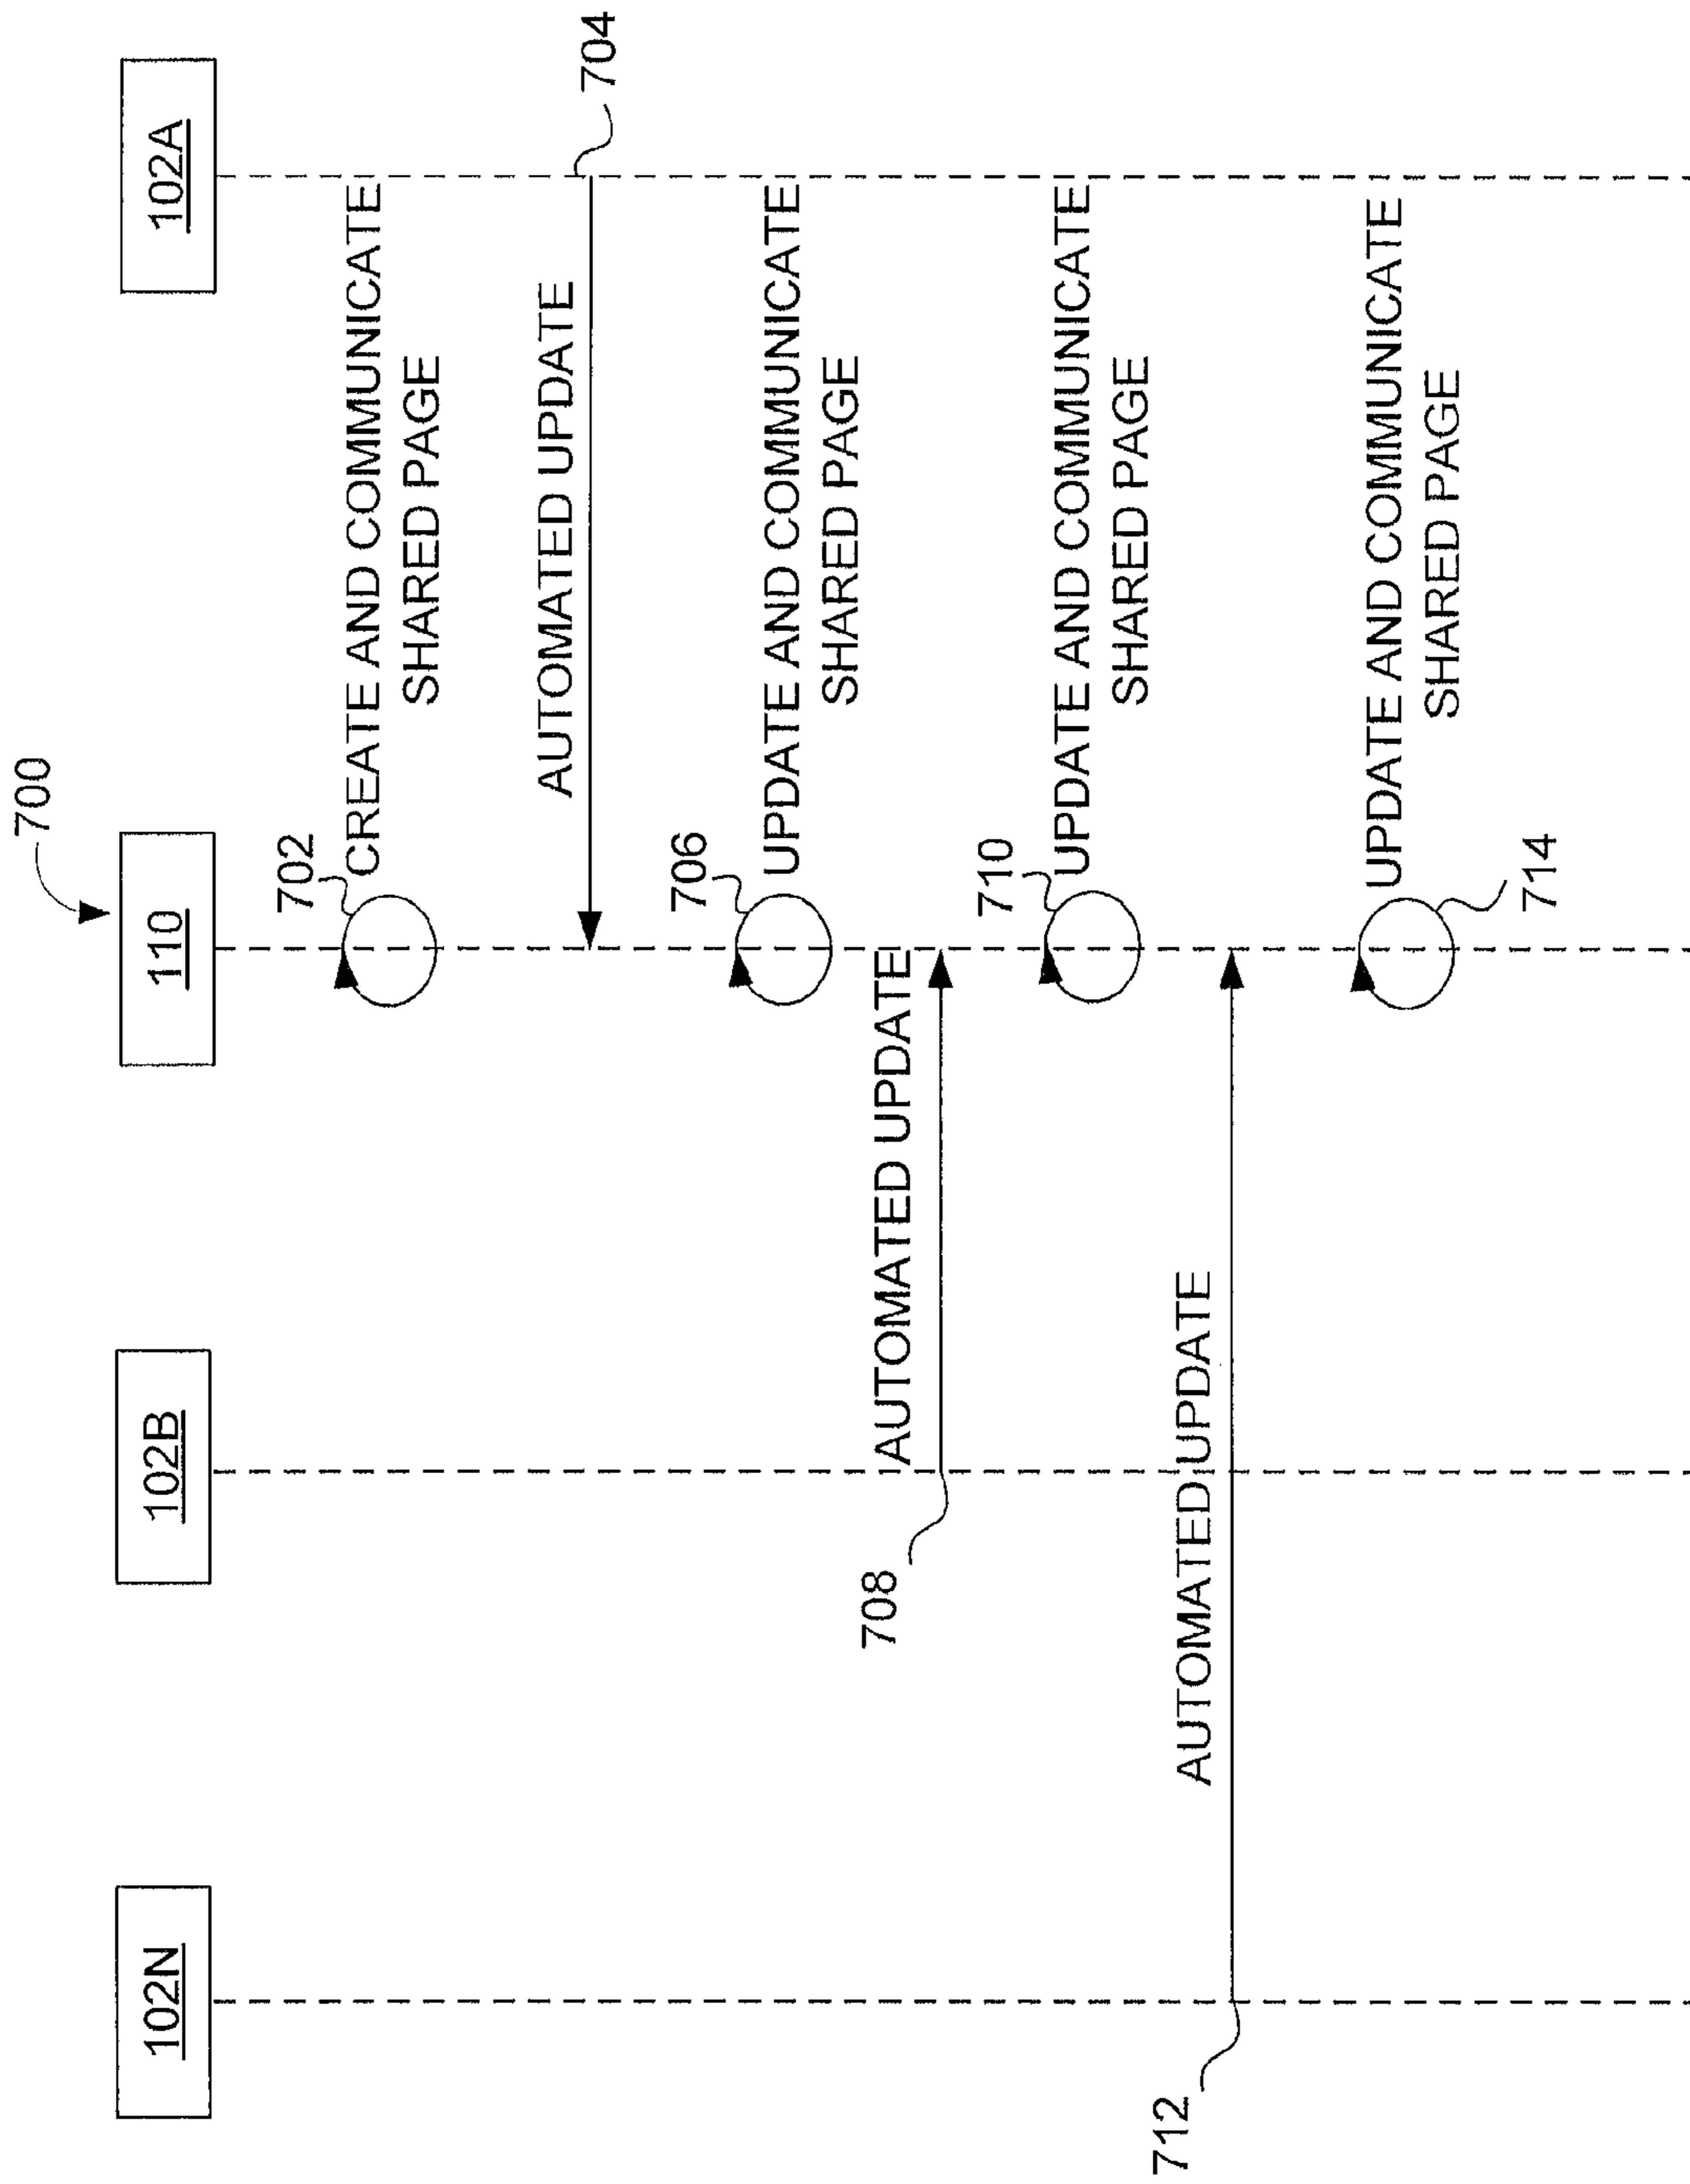 700
102N
102B
110
102A
702
CREATE AND COMMUNICATE
SHARED PAGE
AUTOMATED UPDATE
704
706
UPDATE AND COMMUNICATE
SHARED PAGE
AUTOMATED UPDATE
708
710
UPDATE AND COMMUNICATE
SHARED PAGE
AUTOMATED UPDATE
712
UPDATE AND COMMUNICATE
SHARED PAGE
714